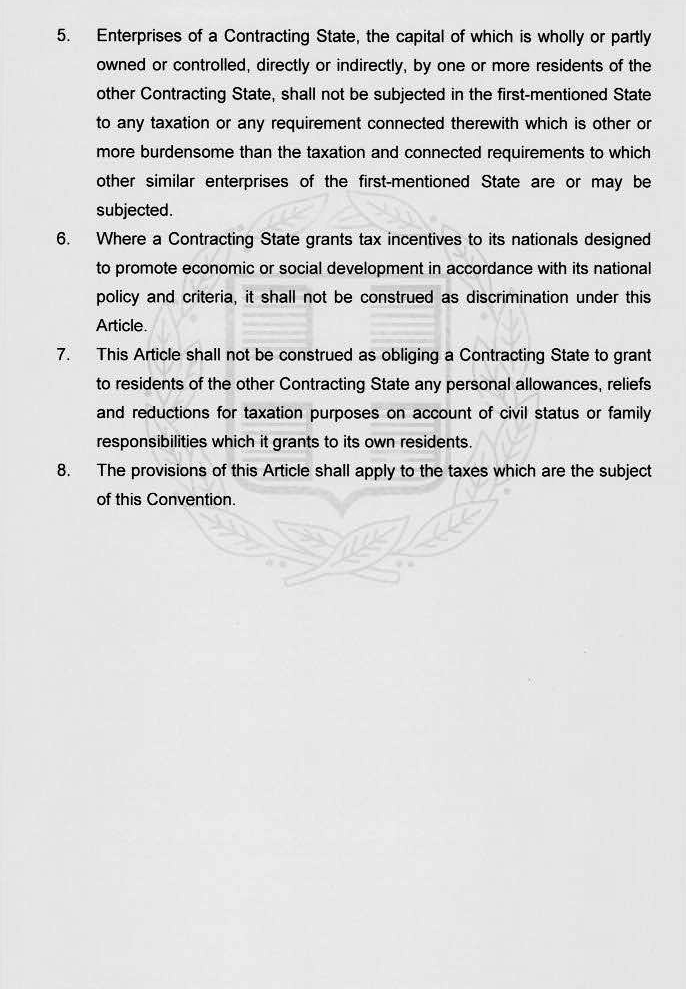 5. Enterprises of a Contracting State, the capital of which is wholly or partly
owned or controlled, directly or indirectly, by one or more residents of the
other Contracting State, shall not be subjected in the first-mentioned State
to any taxation or any requirement connected therewith which is other or
more burdensome than the taxation and connected requirements to which
other similar enterprises of the first-mentioned State are or may be
subjected.
6. Where a Contracting State grants tax incentives to its nationals designed
to promote economic or social development in accordance with its national
policy and criteria, it shall not be construed as discrimination under this
Article.
7. This Article shall not be construed as obliging a Contracting State to grant
to residents of the other Contracting State any personal allowances, reliefs
and reductions for taxation purposes on account of civil status or family
responsibilities which it grants to its own residents.
8. The provisions of this Article shall apply to the taxes which are the subject
of this Convention.